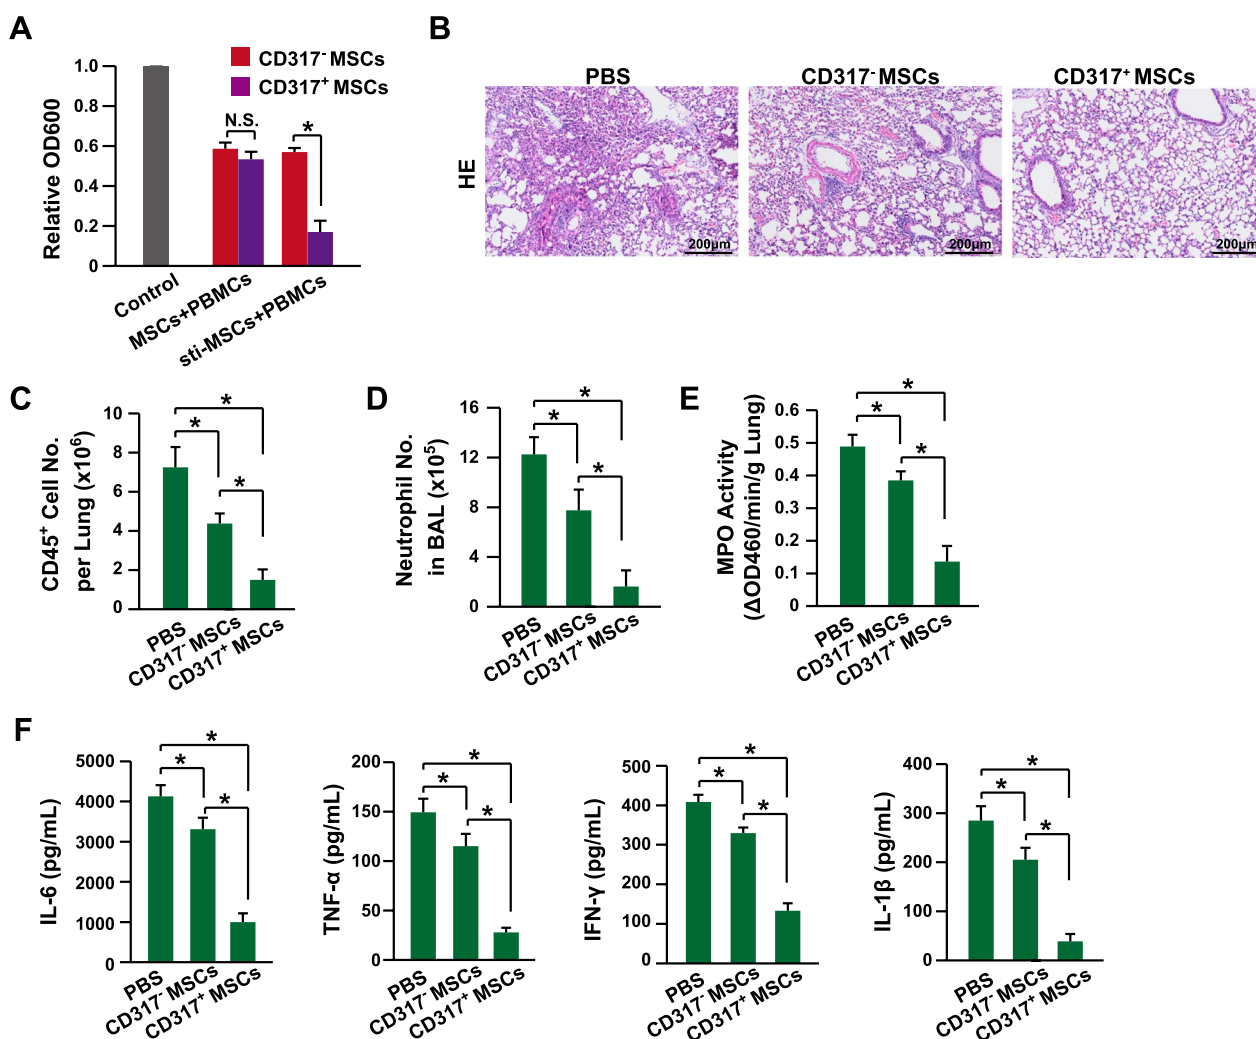 A
CD317⁻ MSCs
CD317⁺ MSCs
Relative OD600
1.0
0.8
0.6
0.4
0.2
0
N.S.
*
Control
MSCs+PBMCs
sti-MSCs+PBMCs
B
PBS
CD317⁻ MSCs
CD317⁺ MSCs
HE
200μm
200μm
200μm
C
CD45⁺ Cell No.
per Lung (x10⁶)
10
8
6
4
2
0
*
*
*
PBS
CD317⁻ MSCs
CD317⁺ MSCs
D
Neutrophil No.
in BAL (x10⁵)
16
12
8
4
0
*
*
*
PBS
CD317⁻ MSCs
CD317⁺ MSCs
E
MPO Activity
(ΔOD460/min/g Lung)
0.6
0.5
0.4
0.3
0.2
0.1
0
*
*
*
PBS
CD317⁻ MSCs
CD317⁺ MSCs
F
IL-6 (pg/mL)
5000
4000
3000
2000
1000
0
*
*
*
PBS
CD317⁻ MSCs
CD317⁺ MSCs
TNF-α (pg/mL)
200
150
100
50
0
*
*
*
PBS
CD317⁻ MSCs
CD317⁺ MSCs
IFN-γ (pg/mL)
500
400
300
200
100
0
*
*
*
PBS
CD317⁻ MSCs
CD317⁺ MSCs
IL-1β (pg/mL)
400
300
200
100
0
*
*
*
PBS
CD317⁻ MSCs
CD317⁺ MSCs